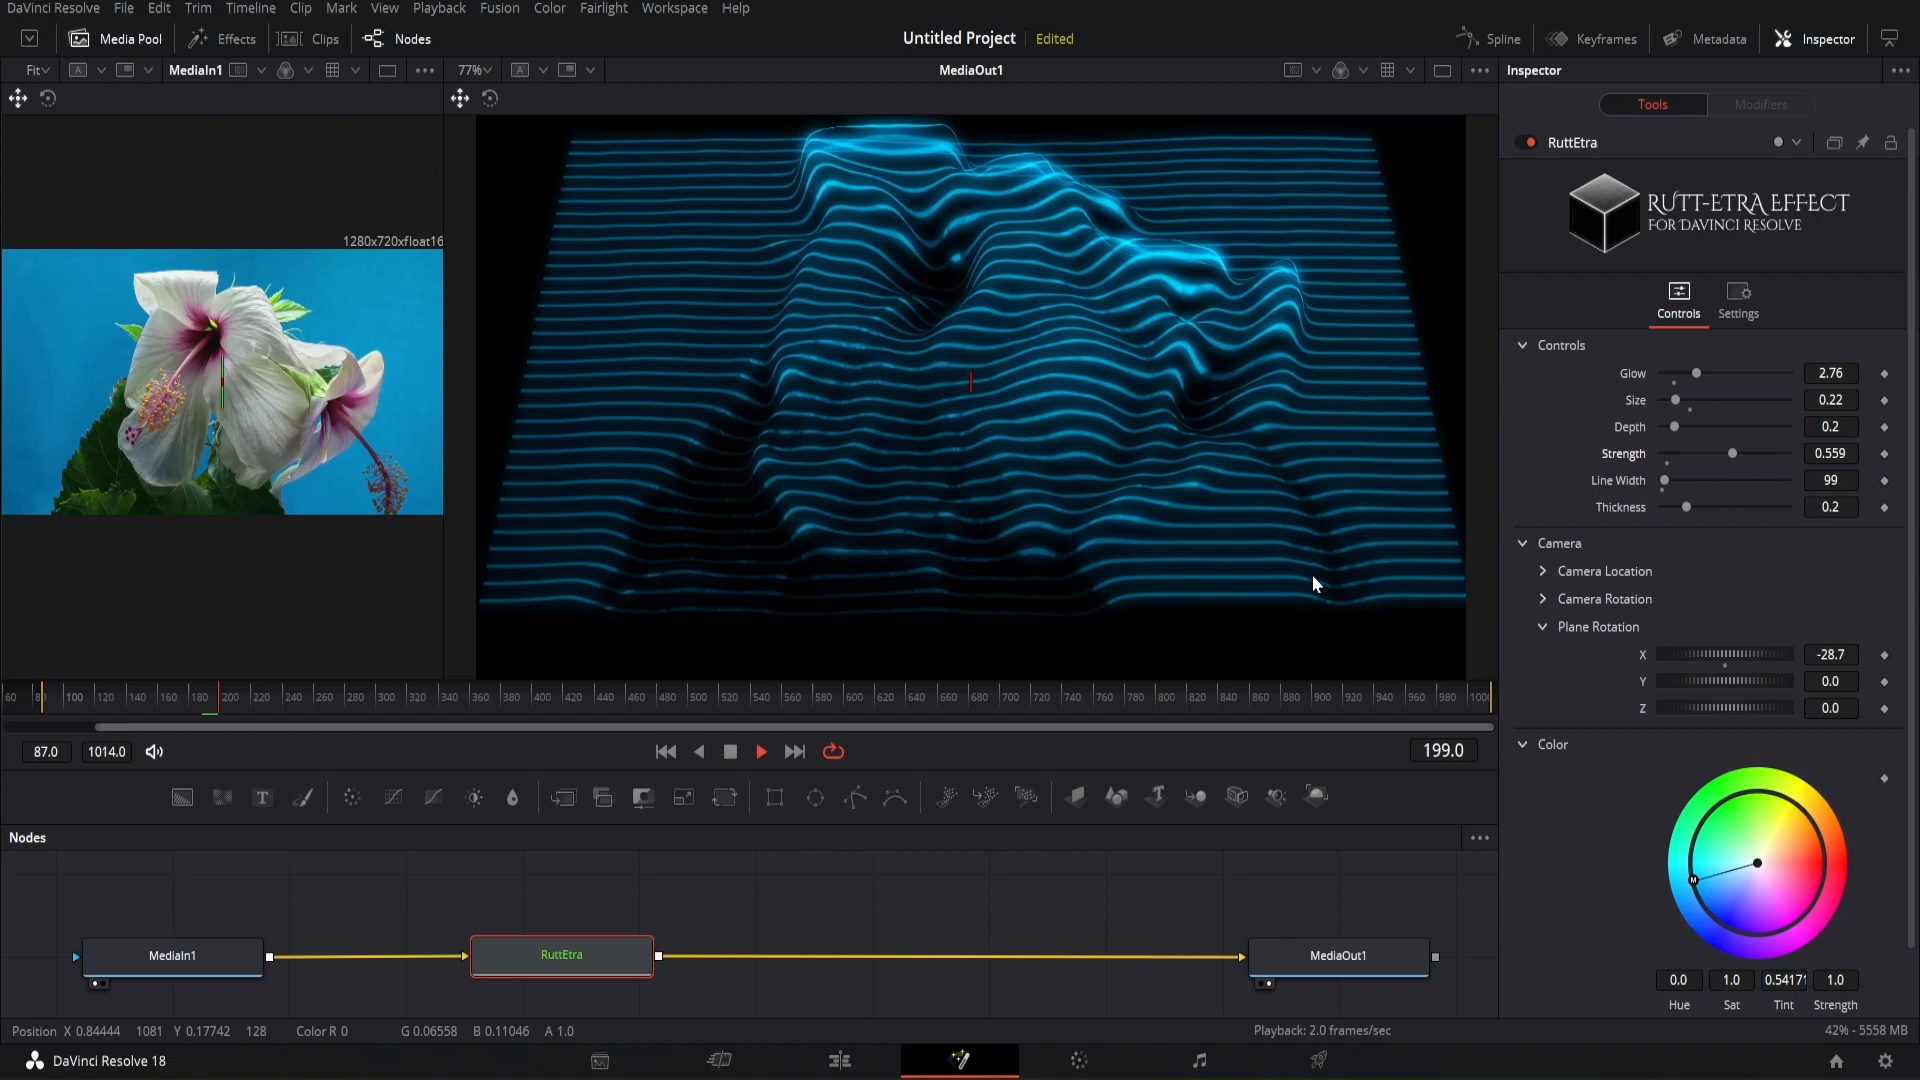 DaVinci Resolve File Edit Trim Timeline Clip Mark View Playback Fusion Color Fairlight Workspace Help
Media Pool Effects Clips Nodes Untitled Project Edited Spline Keyframes Metadata Inspector
Fit A MediaIn1 77% A MediaOut1 Inspector
Tools Modifiers
RuttEtra
RUTT-ETRA EFFECT
FOR DAVINCI RESOLVE
1280x720xfloat16
Controls Settings
Controls
Glow 2.76
Size 0.22
Depth 0.2
Strength 0.559
Line Width 99
Thickness 0.2
Camera
Camera Location
Camera Rotation
Plane Rotation
X -28.7
Y 0.0
Z 0.0
60 100 120 140 160 180 200 220 240 260 280 300 320 340 360 380 400 420 440 460 480 500 520 540 560 580 600 620 640 660 680 700 720 740 760 780 800 820 840 860 880 900 920 940 960 980
87.0 1014.0 199.0
Color
T T
Nodes
MediaIn1 RuttEtra MediaOut1
M
0.0 1.0 0.54171 1.0
Hue Sat Tint Strength
Position X 0.84444 1081 Y 0.17742 128 Color R 0 G 0.06558 B 0.11046 A 1.0 Playback: 2.0 frames/sec 42% - 5558 MB
DaVinci Resolve 18